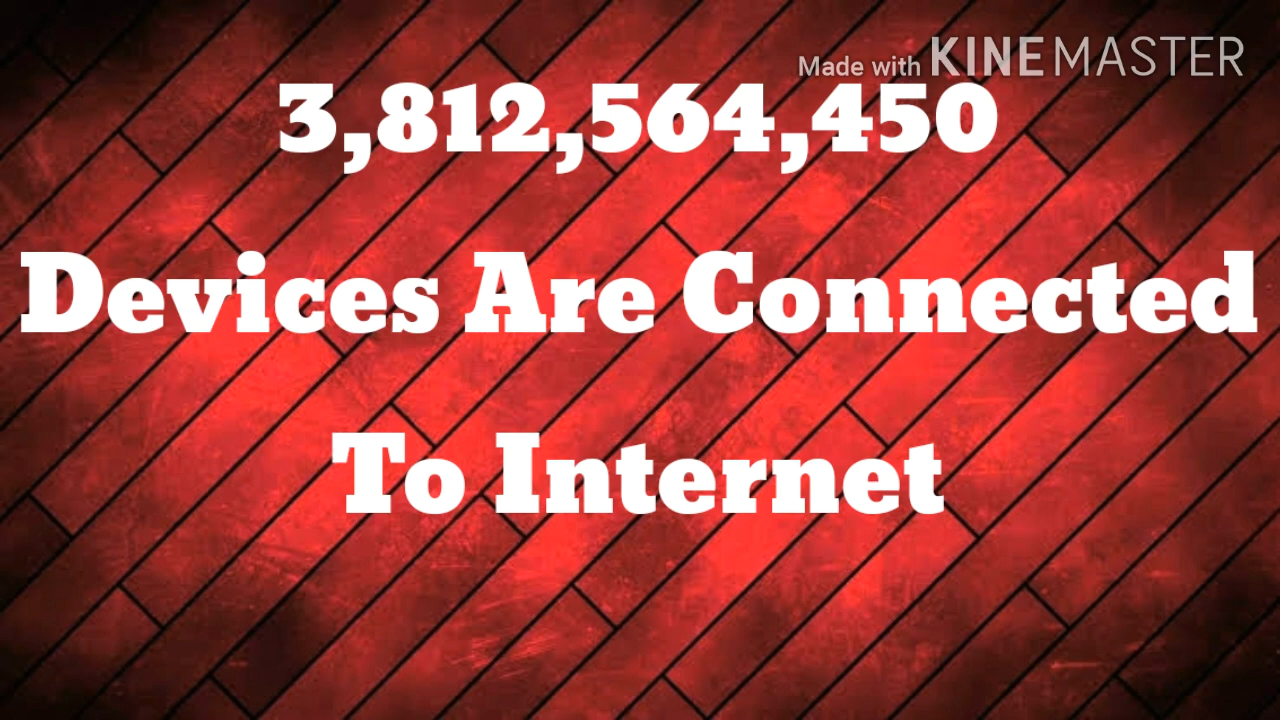 Made with KINEMASTER
3,812,564,450
Devices Are Connected
To Internet